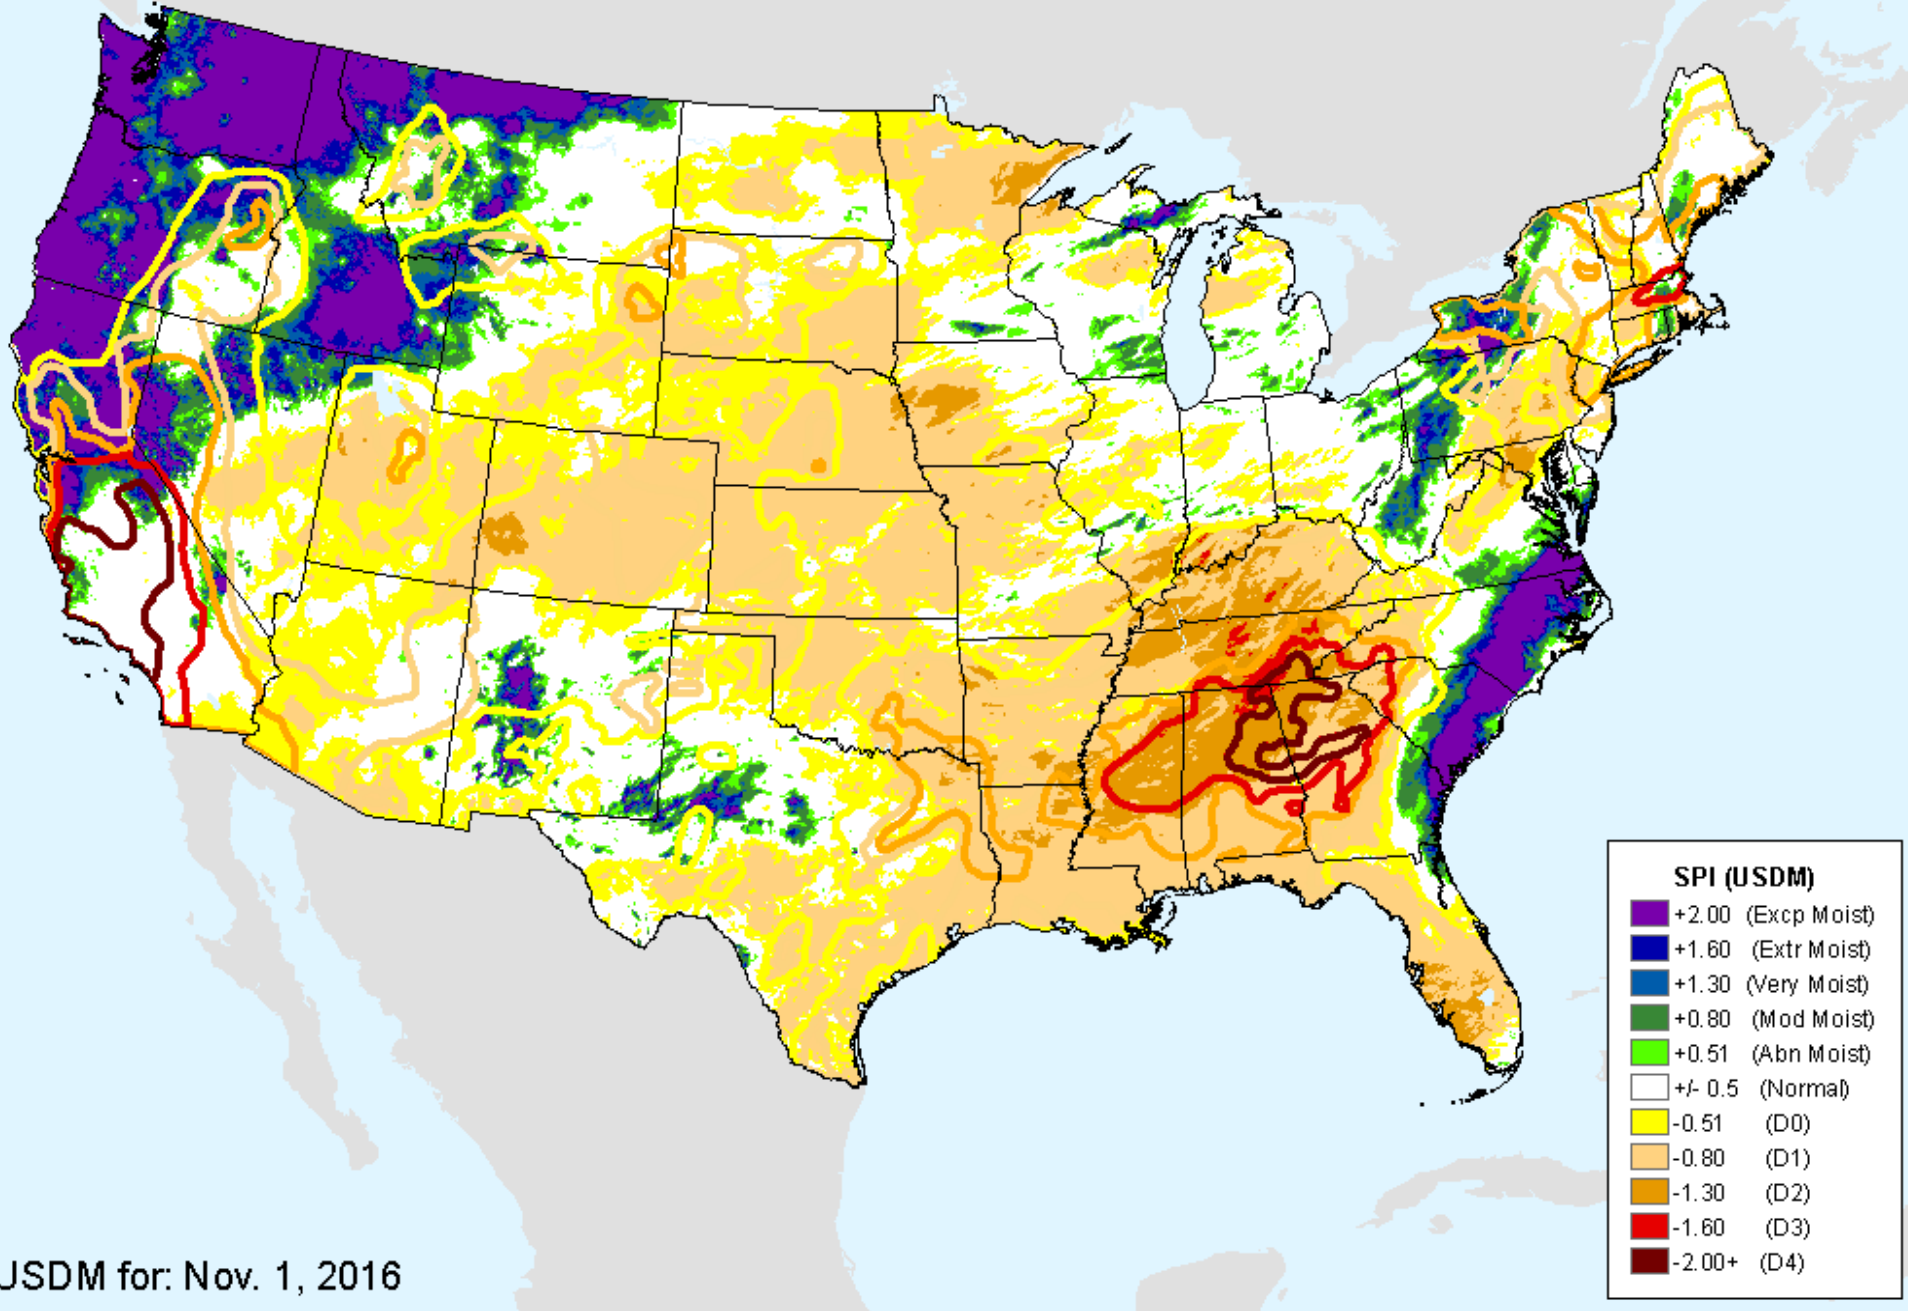 SPI (USDM)
+2.00 (Excp Moist)
+1.60 (Extr Moist)
+1.30 (Very Moist)
+0.80 (Mod Moist)
+0.51 (Abn Moist)
+/- 0.5 (Normal)
-0.51 (D0)
-0.80 (D1)
-1.30 (D2)
-1.60 (D3)
-2.00+ (D4)
USDM for: Nov. 1, 2016